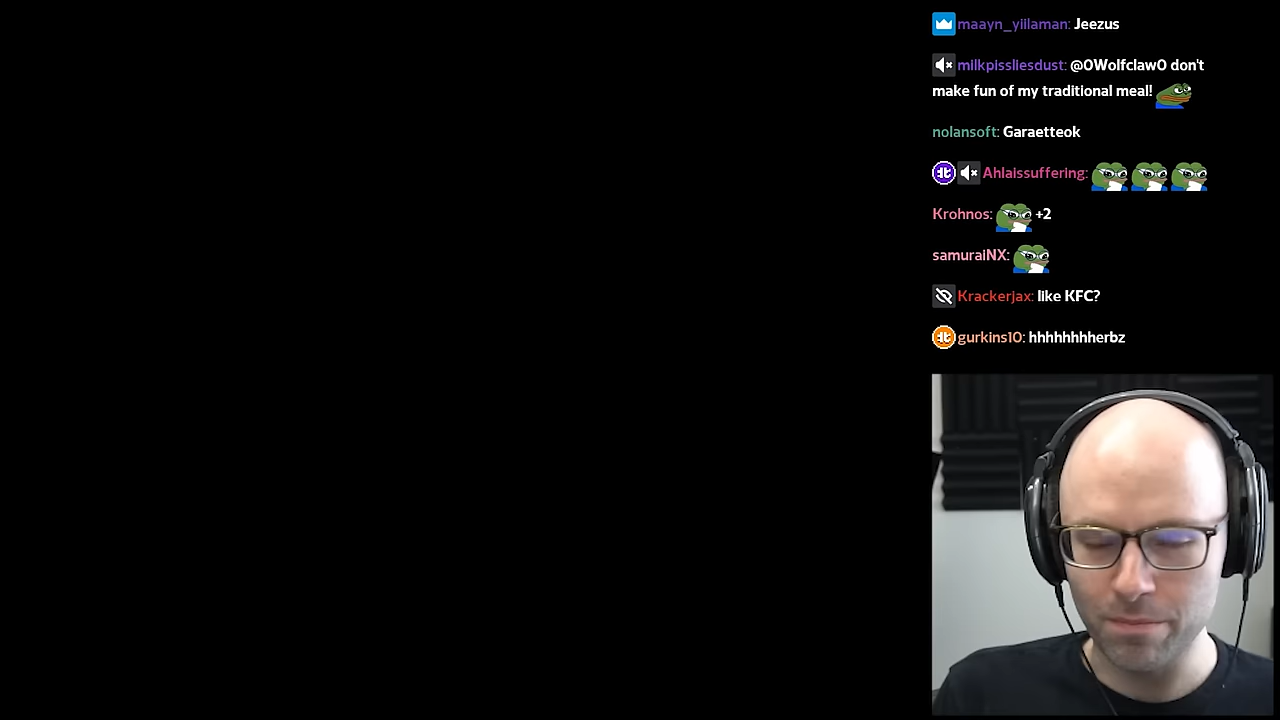 maayn_yiilaman: Jeezus
milkpissliesdust: @0Wolfclaw0 don't
make fun of my traditional meal!
nolansoft: Garaetteok
Ahlaissuffering:
Krohnos: +2
samuraiNX:
Krackerjax: like KFC?
gurkins10: hhhhhhhherbz